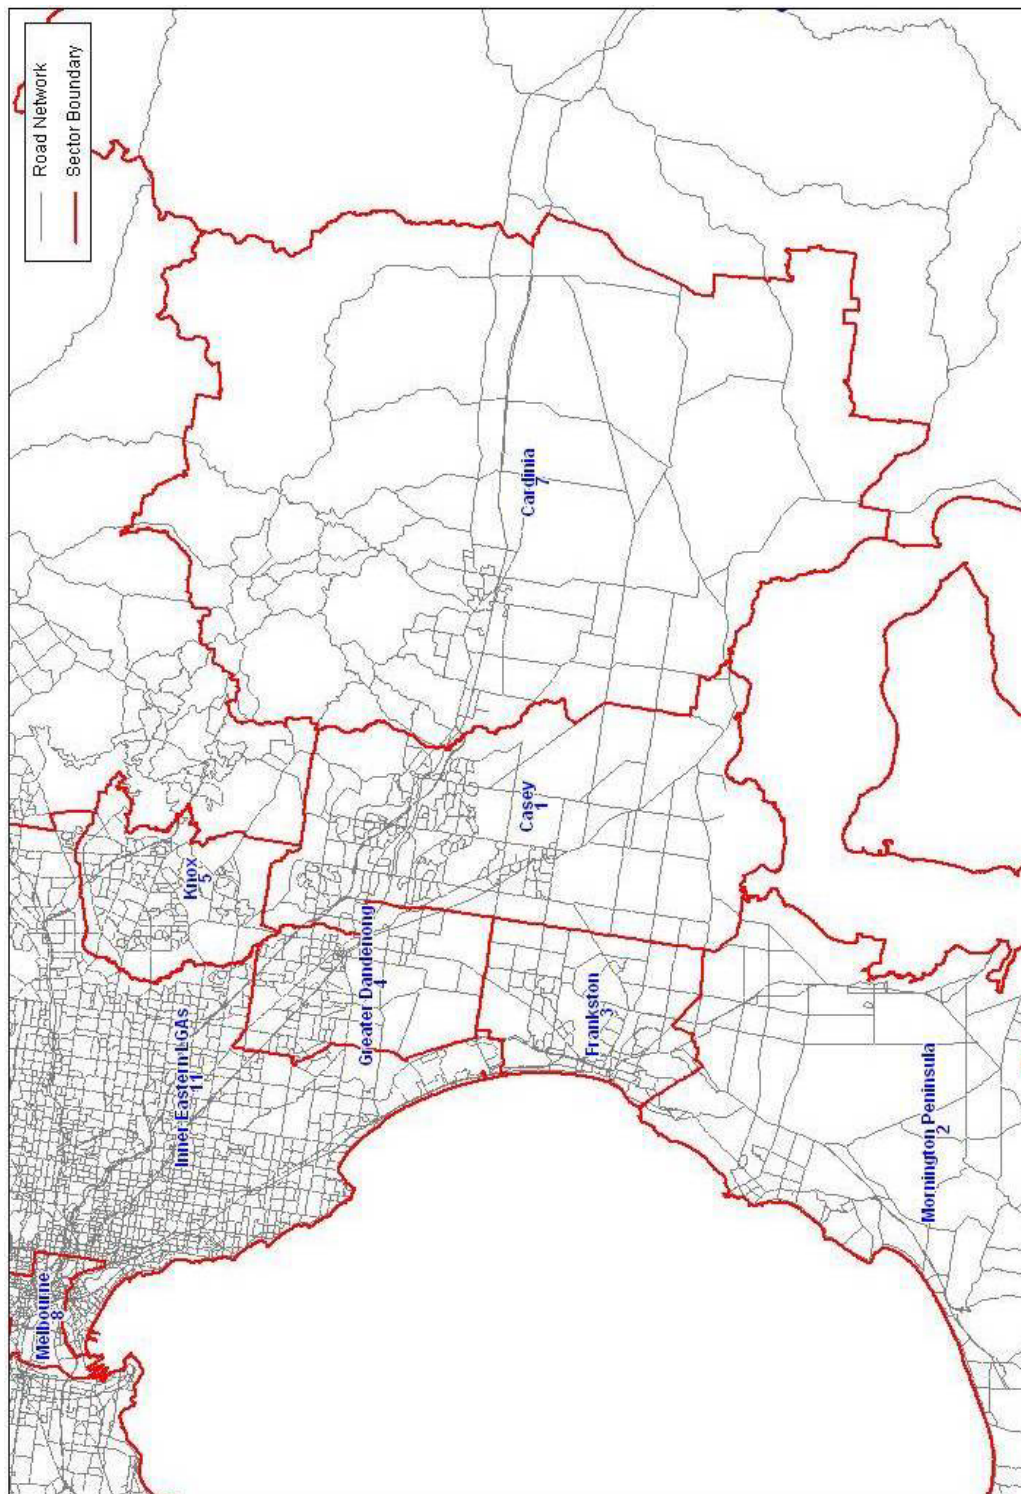 Road Network
Sector Boundary
Melbourne
8
Inner Eastern LGAs
11
Knox
5
Greater Dandenong
4
Casey
1
Cardinia
7
Frankston
3
Mornington Peninsula
2